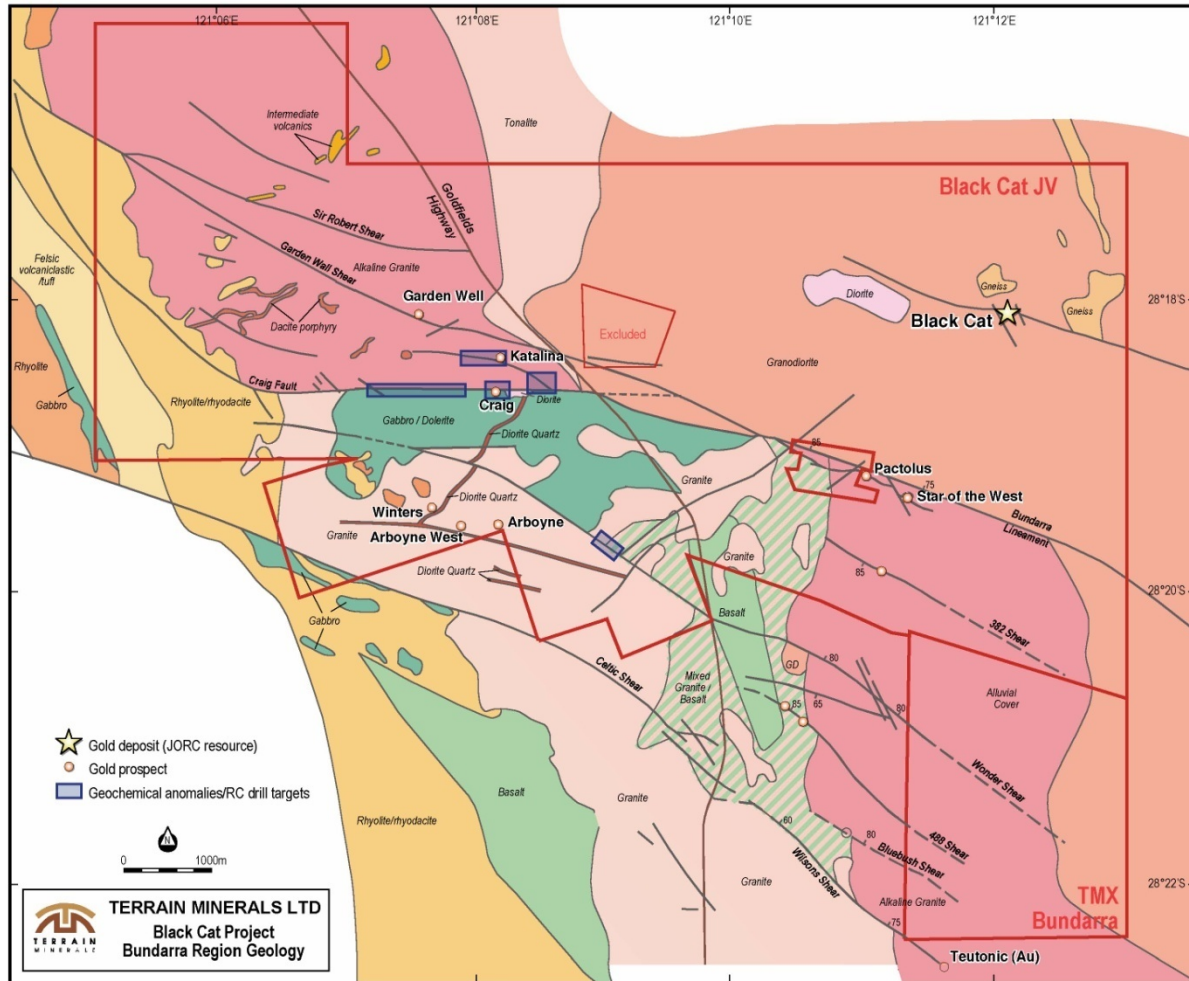 121°06'E
121°08'E
121°10'E
121°12'E
Intermediate
volcanics
Tonalite
Goldfields
Highway
Black Cat JV
Sir Robert Shear
Garden Wall Shear
Alkaline Granite
Felsic
volcaniclastic
/tuff
Garden Well
Dacite porphyry
Excluded
Diorite
Gneiss
Gneiss
28°18'S
Black Cat
Katalina
Granodiorite
Rhyolite
Gabbro
Craig Fault
Rhyolite/rhyodacite
Craig
Diorite
Gabbro / Dolerite
Diorite Quartz
85
Pactolus
75
Star of the West
Granite
Diorite Quartz
Winters
Arboyne
Granite
Arboyne West
Bundarra
Lineament
Granite
Diorite Quartz
85
28°20'S
Gabbro
Basalt
382 Shear
Celtic Shear
GD
80
Mixed
Granite /
Basalt
85
65
80
Alluvial
Cover
Gold deposit (JORC resource)
Gold prospect
Geochemical anomalies/RC drill targets
Wonder Shear
Basalt
Granite
Rhyolite/rhyodacite
60
80
488 Shear
Bluebush Shear
N
0
1000m
Wilsons Shear
Granite
Alkaline Granite
28°22'S
TMX
Bundarra
75
Teutonic (Au)
TERRAIN
MINERALS
TERRAIN MINERALS LTD
Black Cat Project
Bundarra Region Geology